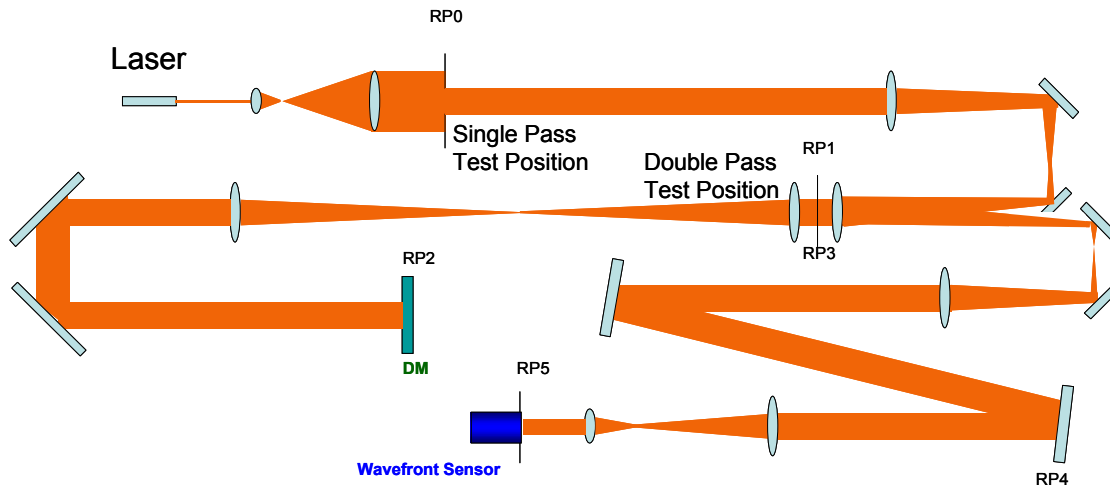 RP0
Laser
Single Pass
Test Position
Double Pass
Test Position
RP1
RP3
RP2
DM
RP5
Wavefront Sensor
RP4